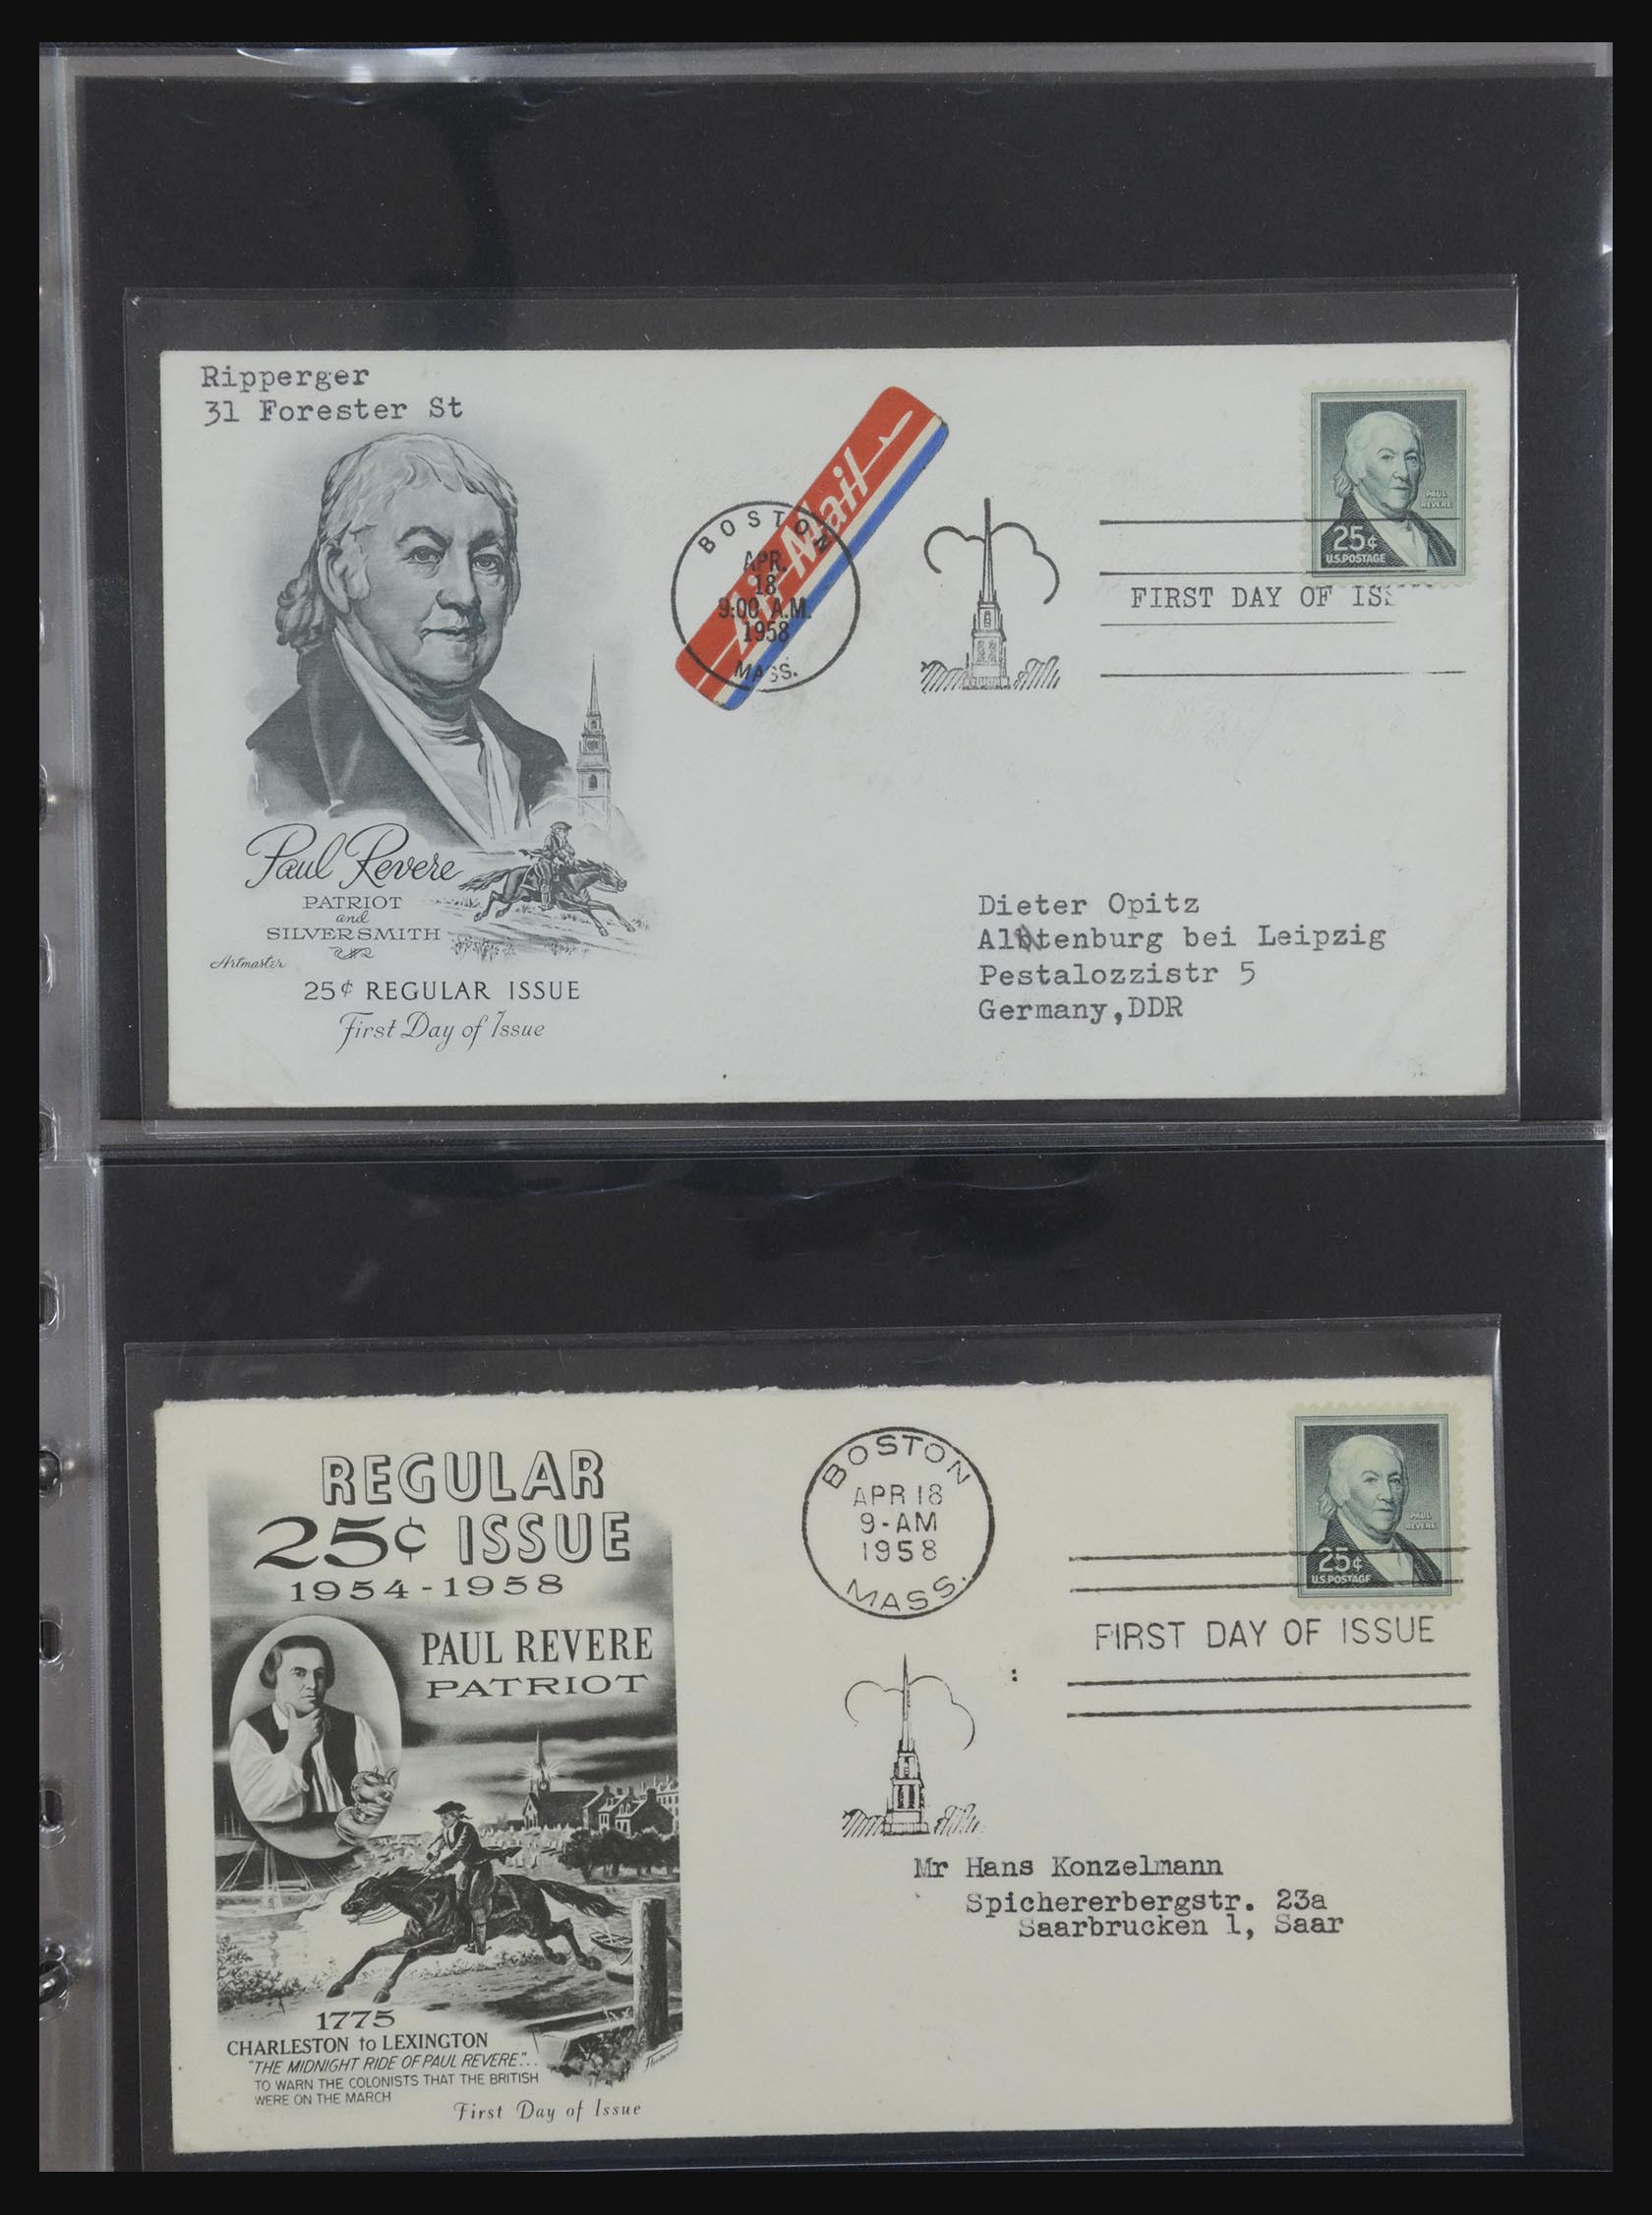 Ripperger
31 Forester St
Air Mail
BOSTON
APR.
18
9:00 A.M.
1958
MASS.
PAUL
REVERE
25¢
U.S. POSTAGE
FIRST DAY OF ISS
Paul Revere
PATRIOT
and
SILVERSMITH
Artmaster
25¢ REGULAR ISSUE
First Day of Issue
Dieter Opitz
Altenburg bei Leipzig
Pestalozzistr 5
Germany,DDR
REGULAR
25¢ ISSUE
1954-1958
PAUL REVERE
PATRIOT
1775
CHARLESTON to LEXINGTON
"THE MIDNIGHT RIDE OF PAUL REVERE"...
TO WARN THE COLONISTS THAT THE BRITISH
WERE ON THE MARCH
First Day of Issue
BOSTON
APR 18
9-AM
1958
MASS.
PAUL
REVERE
25¢
U.S. POSTAGE
FIRST DAY OF ISSUE
Mr Hans Konzelmann
Spichererbergstr. 23a
Saarbrucken 1, Saar